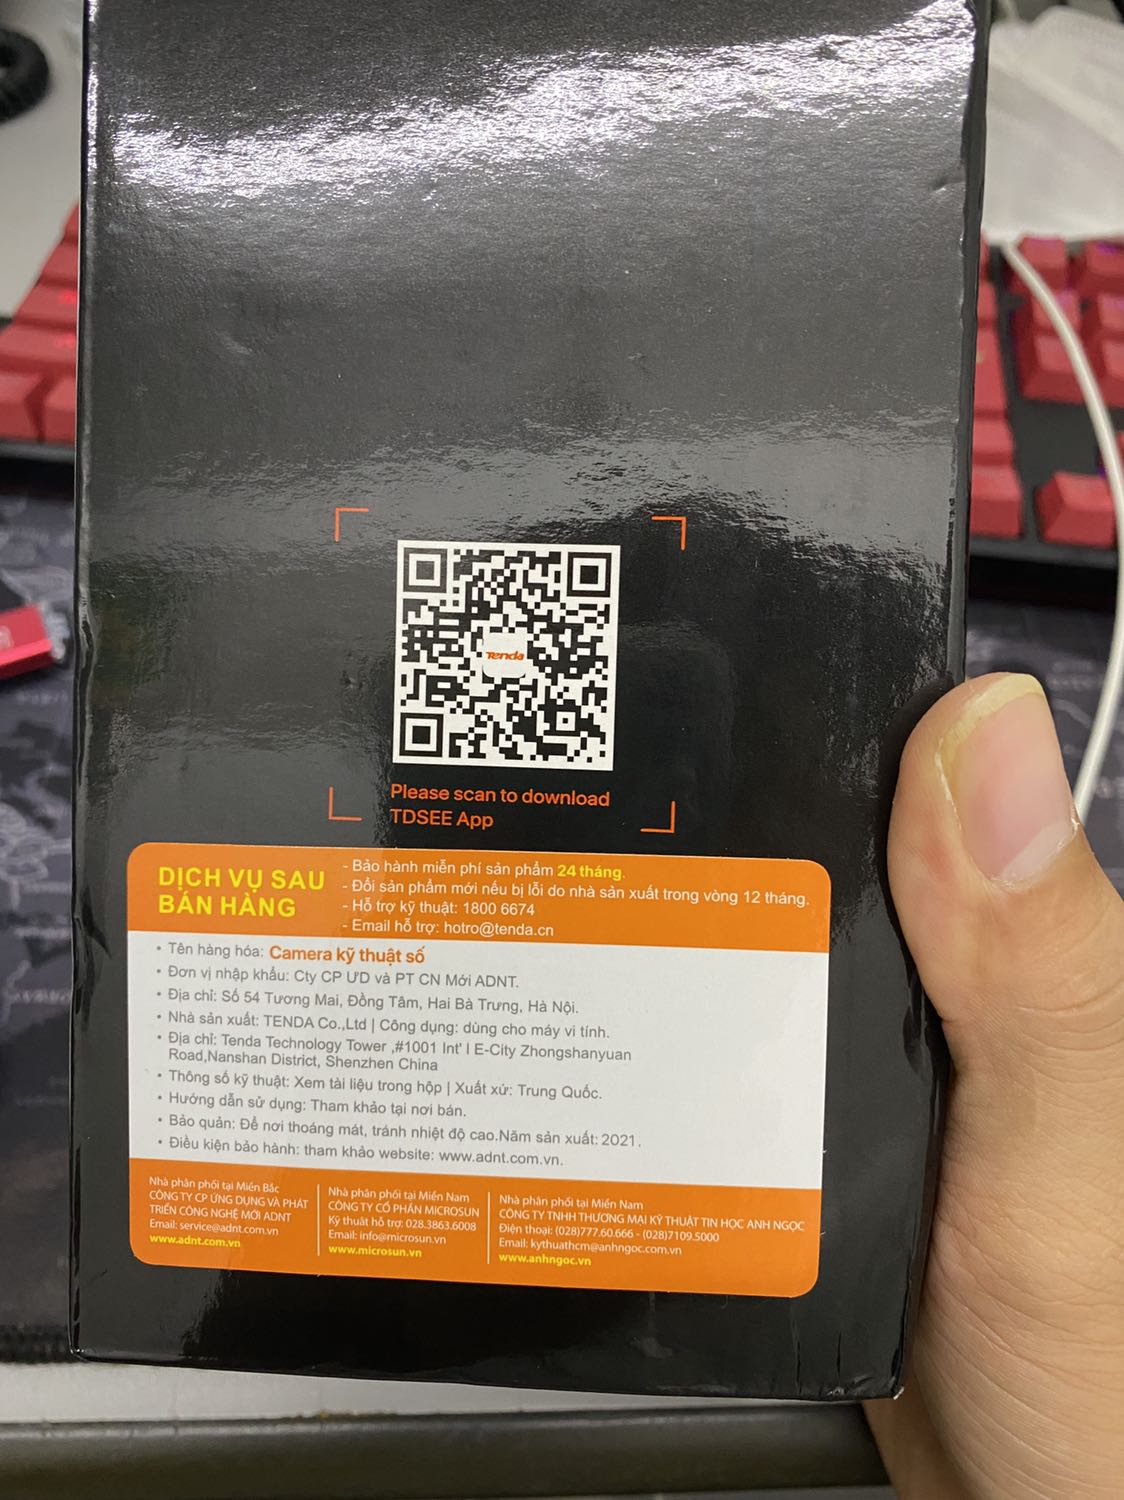 Tenda
Please scan to download
TDSEE App
DỊCH VỤ SAU
BÁN HÀNG
- Bảo hành miễn phí sản phẩm 24 tháng.
- Đổi sản phẩm mới nếu bị lỗi do nhà sản xuất trong vòng 12 tháng.
- Hỗ trợ kỹ thuật: 1800 6674
- Email hỗ trợ: hotro@tenda.cn
• Tên hàng hóa: Camera kỹ thuật số
• Đơn vị nhập khẩu: Cty CP ƯD và PT CN Mới ADNT.
• Địa chỉ: Số 54 Tương Mai, Đồng Tâm, Hai Bà Trưng, Hà Nội.
• Nhà sản xuất: TENDA Co.,Ltd | Công dụng: dùng cho máy vi tính.
• Địa chỉ: Tenda Technology Tower ,#1001 Int' l E-City Zhongshanyuan
Road,Nanshan District, Shenzhen China
• Thông số kỹ thuật: Xem tài liệu trong hộp | Xuất xứ: Trung Quốc.
• Hướng dẫn sử dụng: Tham khảo tại nơi bán.
• Bảo quản: Để nơi thoáng mát, tránh nhiệt độ cao.Năm sản xuất: 2021.
• Điều kiện bảo hành: tham khảo website: www.adnt.com.vn.
Nhà phân phối tại Miền Bắc
CÔNG TY CP ỨNG DỤNG VÀ PHÁT
TRIỂN CÔNG NGHỆ MỚI ADNT
Email: service@adnt.com.vn
www.adnt.com.vn
Nhà phân phối tại Miền Nam
CÔNG TY CỔ PHẦN MICROSUN
Kỹ thuật hỗ trợ: 028.3863.6008
Email: info@microsun.vn
www.microsun.vn
Nhà phân phối tại Miền Nam
CÔNG TY TNHH THƯƠNG MẠI KỸ THUẬT TIN HỌC ANH NGỌC
Điện thoại: (028)777.60.666 - (028)7109.5000
Email: kythuathcm@anhngoc.com.vn
www.anhngoc.vn